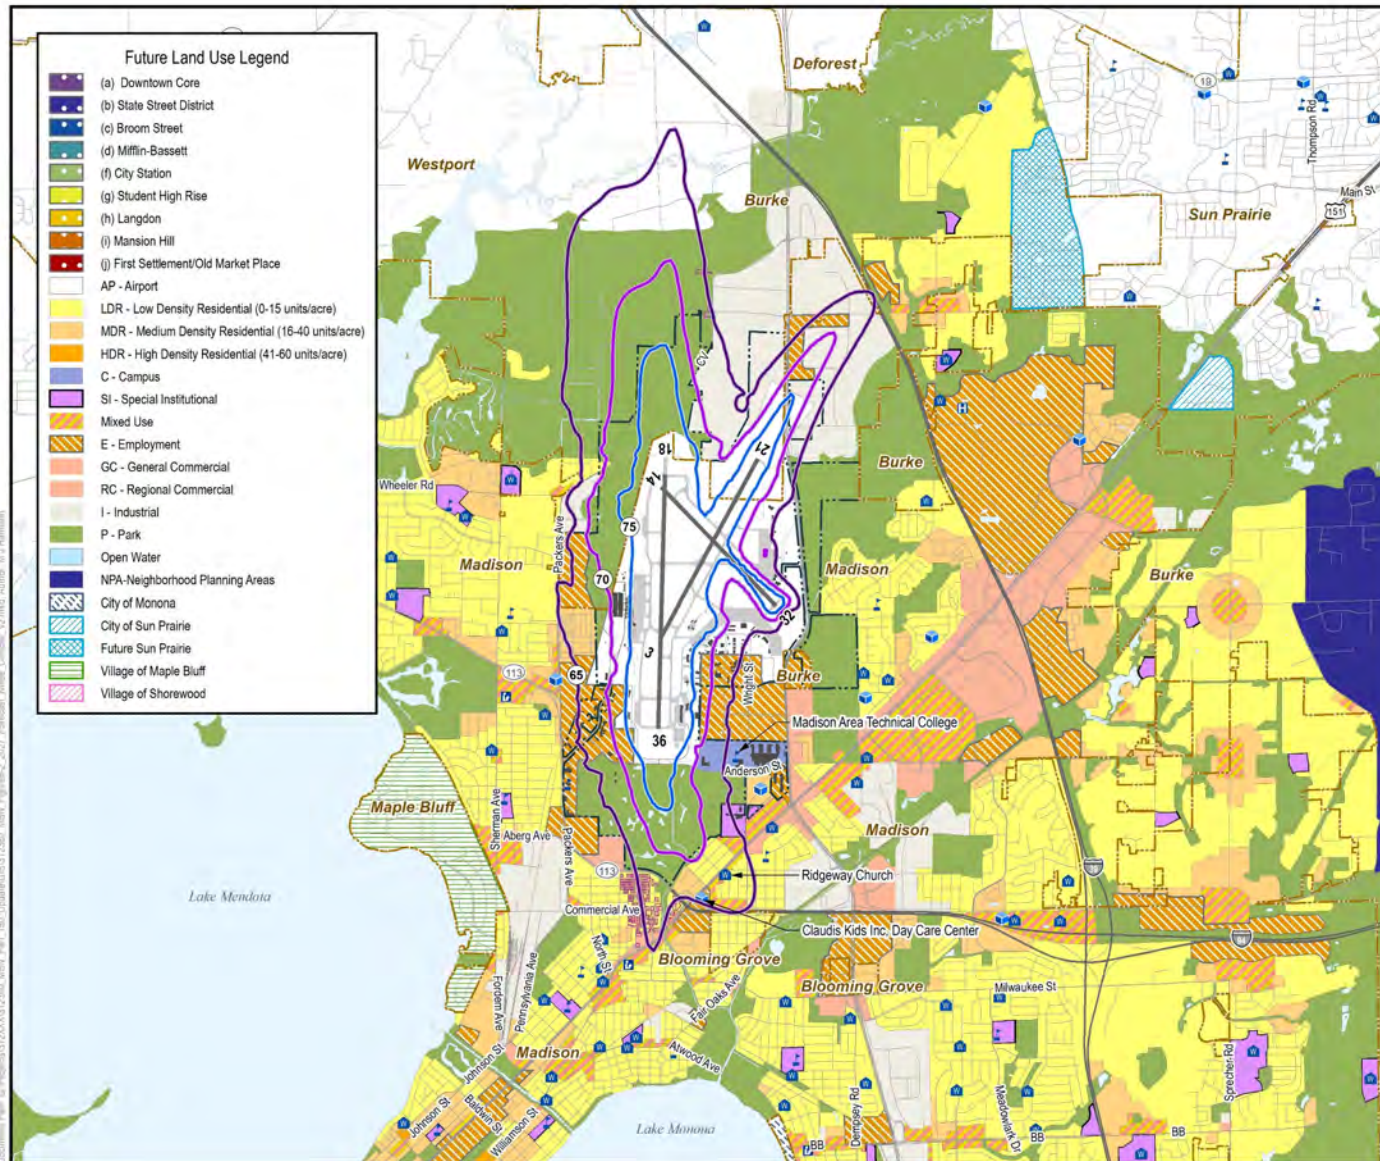 Future Land Use Legend
(a) Downtown Core
(b) State Street District
(c) Broom Street
(d) Mifflin-Bassett
(f) City Station
(g) Student High Rise
(h) Langdon
(i) Mansion Hill
(j) First Settlement/Old Market Place
AP - Airport
LDR - Low Density Residential (0-15 units/acre)
MDR - Medium Density Residential (16-40 units/acre)
HDR - High Density Residential (41-60 units/acre)
C - Campus
SI - Special Institutional
Mixed Use
E - Employment
GC - General Commercial
RC - Regional Commercial
I - Industrial
P - Park
Open Water
NPA-Neighborhood Planning Areas
City of Monona
City of Sun Prairie
Future Sun Prairie
Village of Maple Bluff
Village of Shorewood
Deforest
Westport
Burke
Sun Prairie
19
Thompson Rd
Main St
151
CV
18
14
21
Wheeler Rd
Packers Ave
75
Madison
70
Burke
Madison
Burke
32
3
113
65
Wright St
Burke
36
Madison Area Technical College
Anderson St
Maple Bluff
Sherman Ave
Aberg Ave
Packers Ave
Madison
113
Ridgeway Church
Lake Mendota
Commercial Ave
Claudis Kids Inc. Day Care Center
94
North St
Blooming Grove
Blooming Grove
Milwaukee St
Fordem Ave
Pennsylvania Ave
Fair Oaks Ave
Madison
Atwood Ave
Johnson St
Johnson St
Baldwin St
Williamson St
Lake Monona
Dempsey Rd
Meadowlark Dr
Sprecher Rd
BB
BB
BB